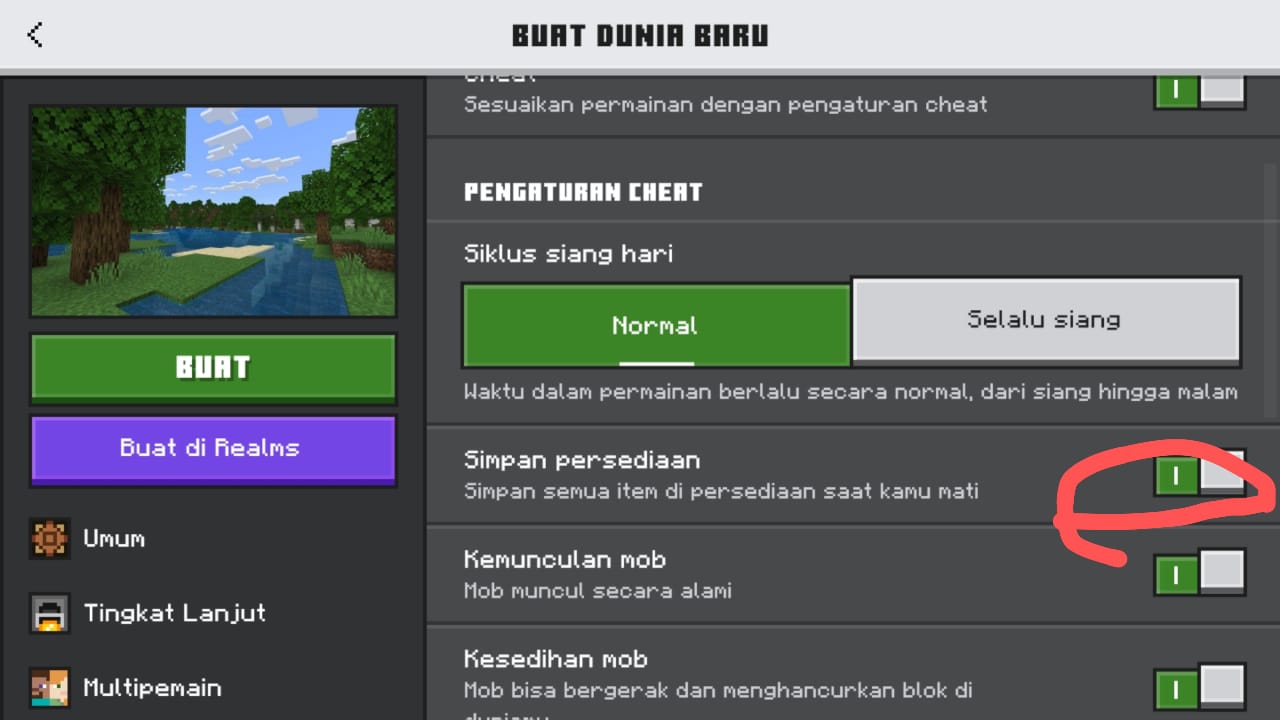 BUAT DUNIA BARU
cheat
Sesuaikan permainan dengan pengaturan cheat
PENGATURAN CHEAT
Siklus siang hari
Normal
Selalu siang
Waktu dalam permainan berlalu secara normal, dari siang hingga malam
Simpan persediaan
Simpan semua item di persediaan saat kamu mati
Kemunculan mob
Mob muncul secara alami
Kesedihan mob
Mob bisa bergerak dan menghancurkan blok di
duniamu
BUAT
Buat di Realms
Umum
Tingkat Lanjut
Multipemain